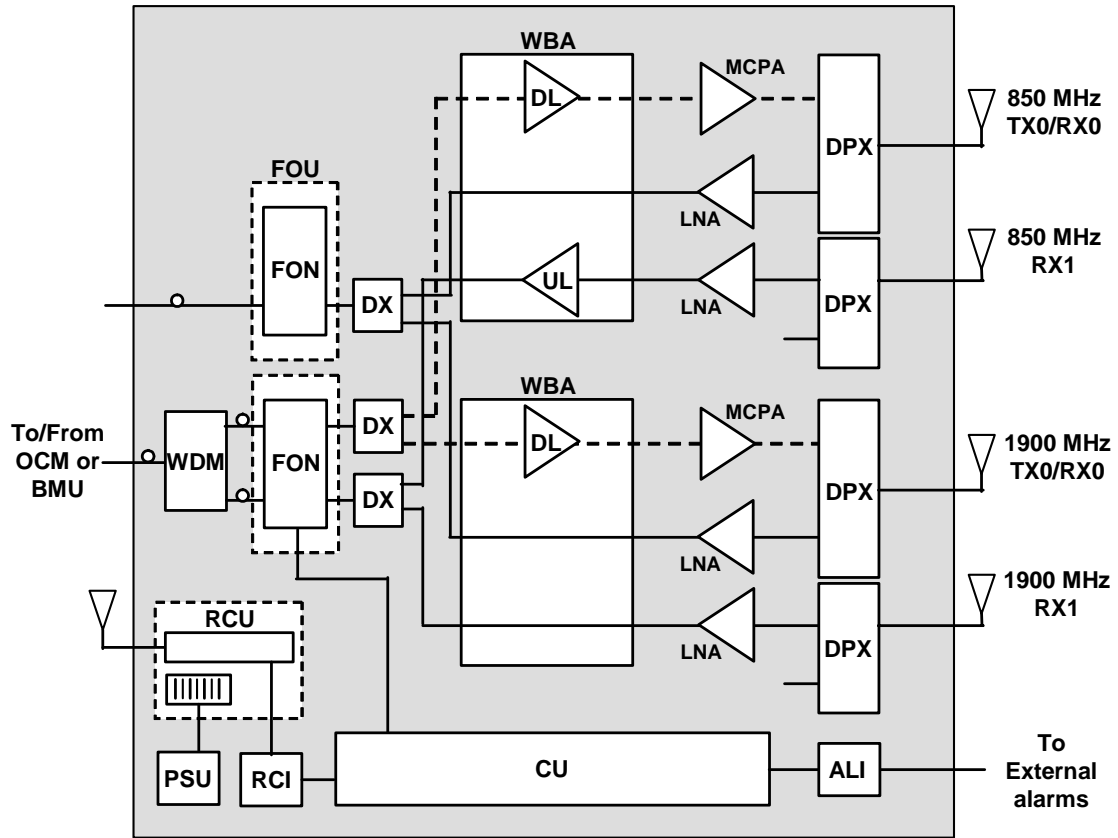 WBA
MCPA
DL
850 MHz
TX0/RX0
DPX
FOU
LNA
850 MHz
RX1
FON
DX
UL
LNA
DPX
WBA
MCPA
DL
To/From
OCM or
BMU
WDM
FON
DX
DX
1900 MHz
TX0/RX0
DPX
LNA
1900 MHz
RX1
RCU
LNA
DPX
PSU
RCI
CU
ALI
To
External
alarms